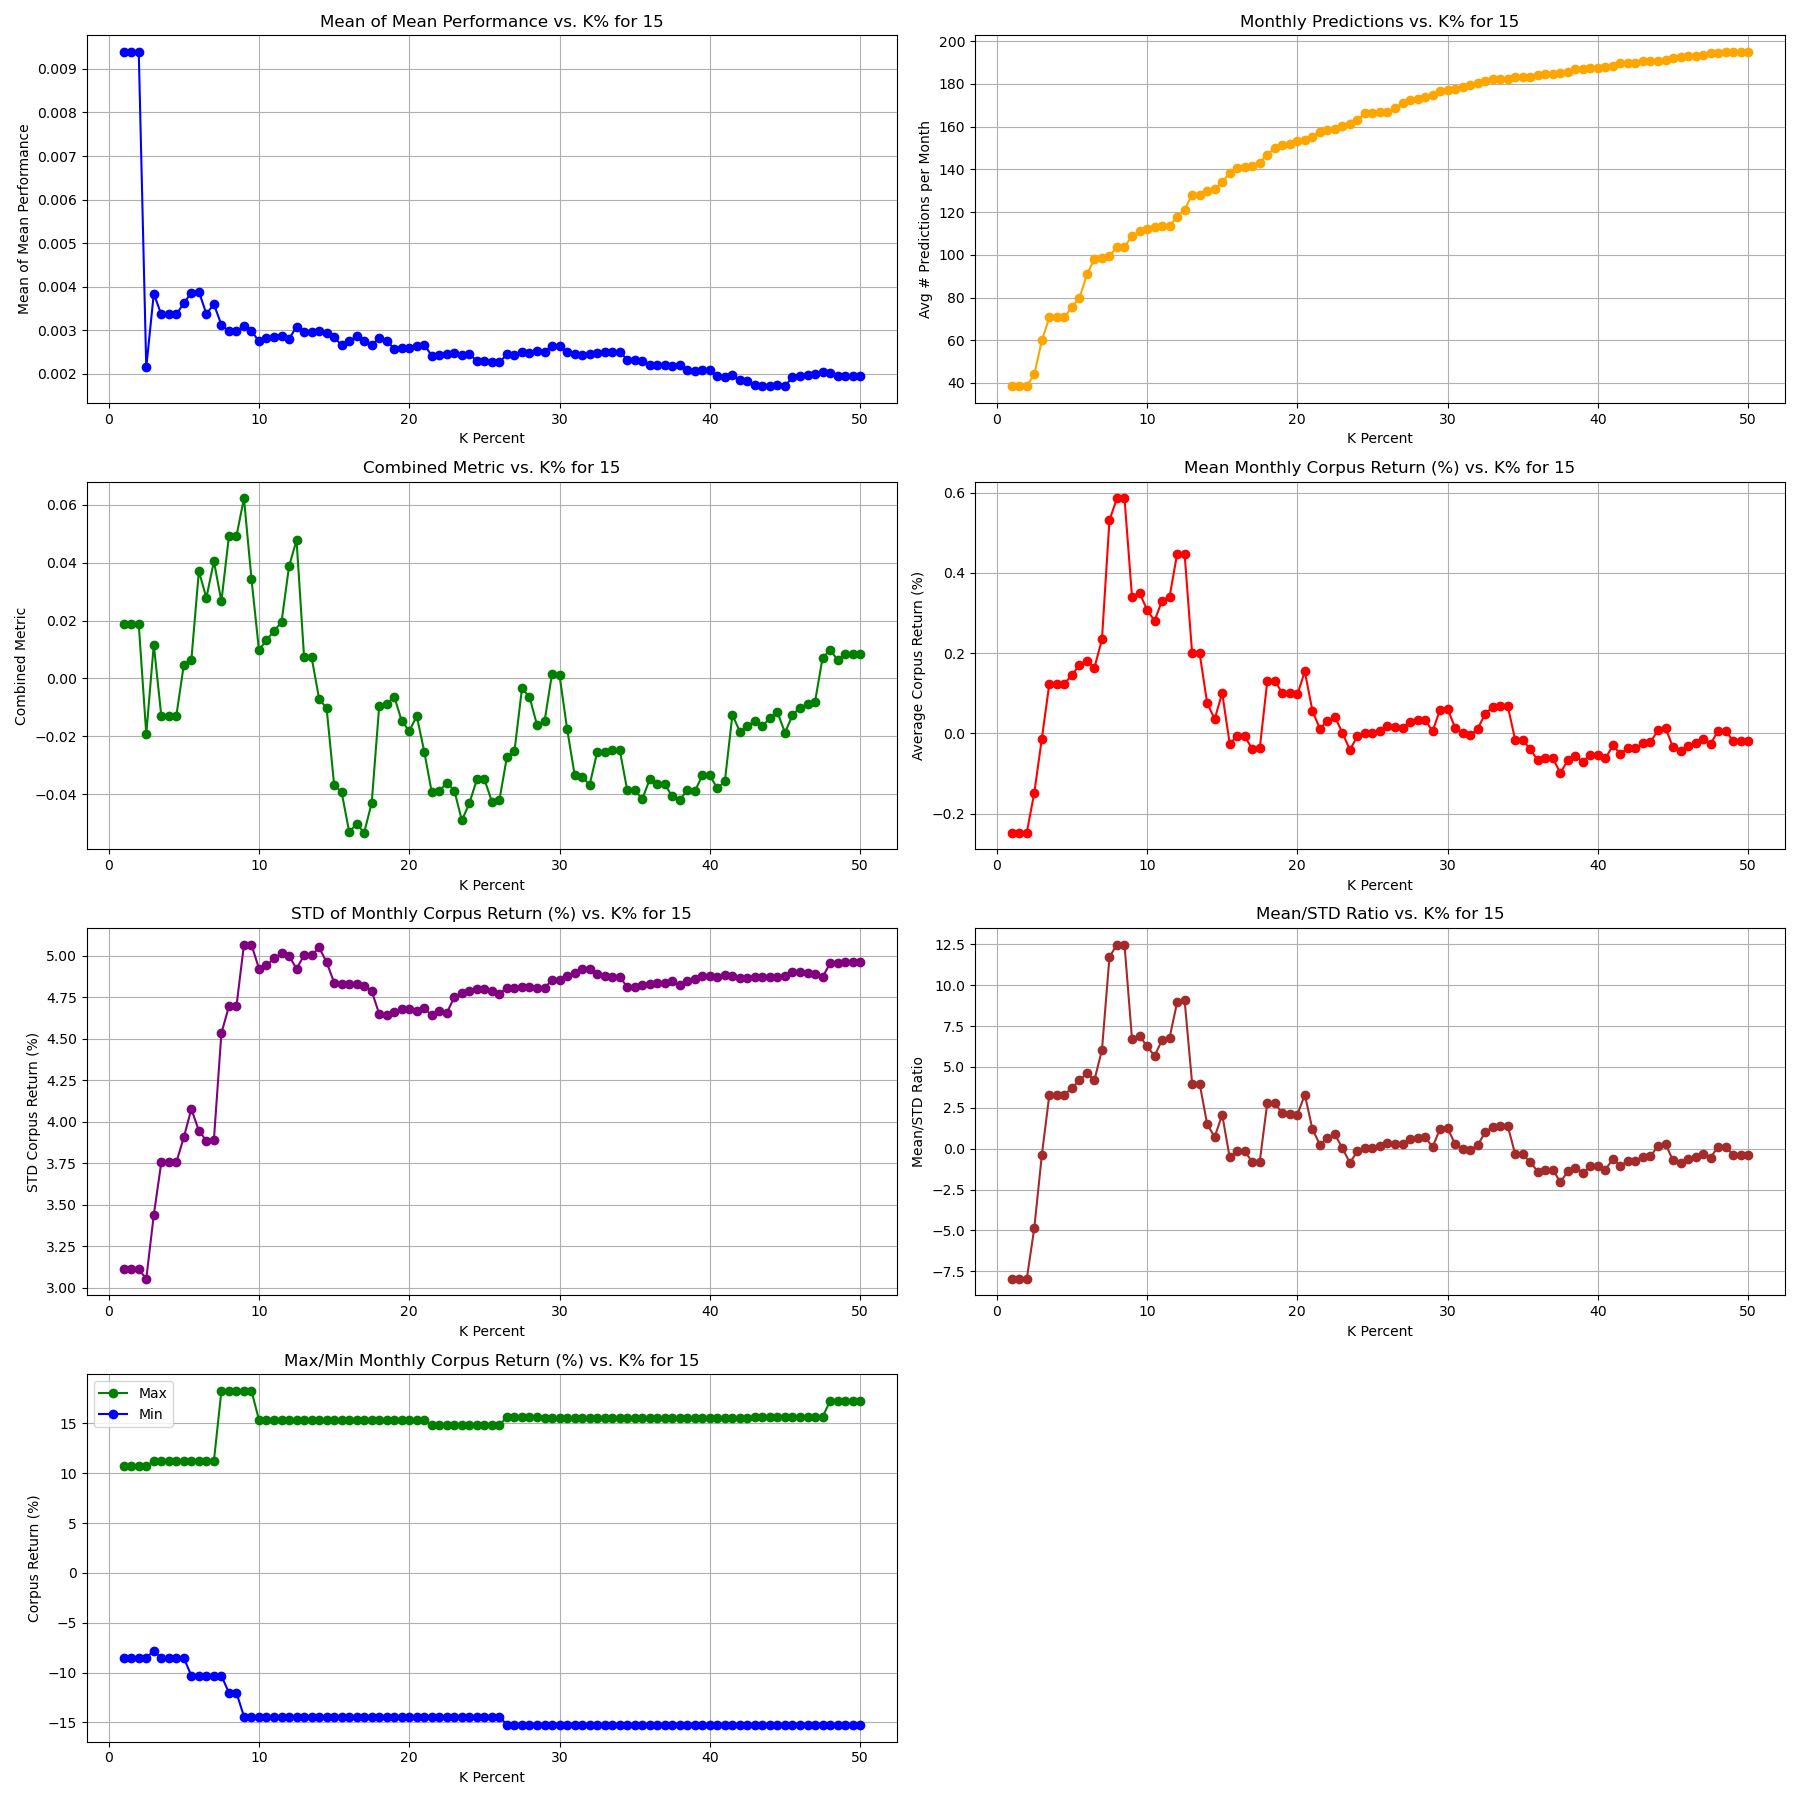 Mean of Mean Performance vs. K% for 15
Mean of Mean Performance
0.009
0.008
0.007
0.006
0.005
0.004
0.003
0.002
0 10 20 30 40 50
K Percent
Monthly Predictions vs. K% for 15
Avg # Predictions per Month
200
180
160
140
120
100
80
60
40
0 10 20 30 40 50
K Percent
Combined Metric vs. K% for 15
Combined Metric
0.06
0.04
0.02
0.00
−0.02
−0.04
0 10 20 30 40 50
K Percent
Mean Monthly Corpus Return (%) vs. K% for 15
Average Corpus Return (%)
0.6
0.4
0.2
0.0
−0.2
0 10 20 30 40 50
K Percent
STD of Monthly Corpus Return (%) vs. K% for 15
STD Corpus Return (%)
5.00
4.75
4.50
4.25
4.00
3.75
3.50
3.25
3.00
0 10 20 30 40 50
K Percent
Mean/STD Ratio vs. K% for 15
Mean/STD Ratio
12.5
10.0
7.5
5.0
2.5
0.0
−2.5
−5.0
−7.5
0 10 20 30 40 50
K Percent
Max/Min Monthly Corpus Return (%) vs. K% for 15
Max
Min
Corpus Return (%)
15
10
5
0
−5
−10
−15
0 10 20 30 40 50
K Percent